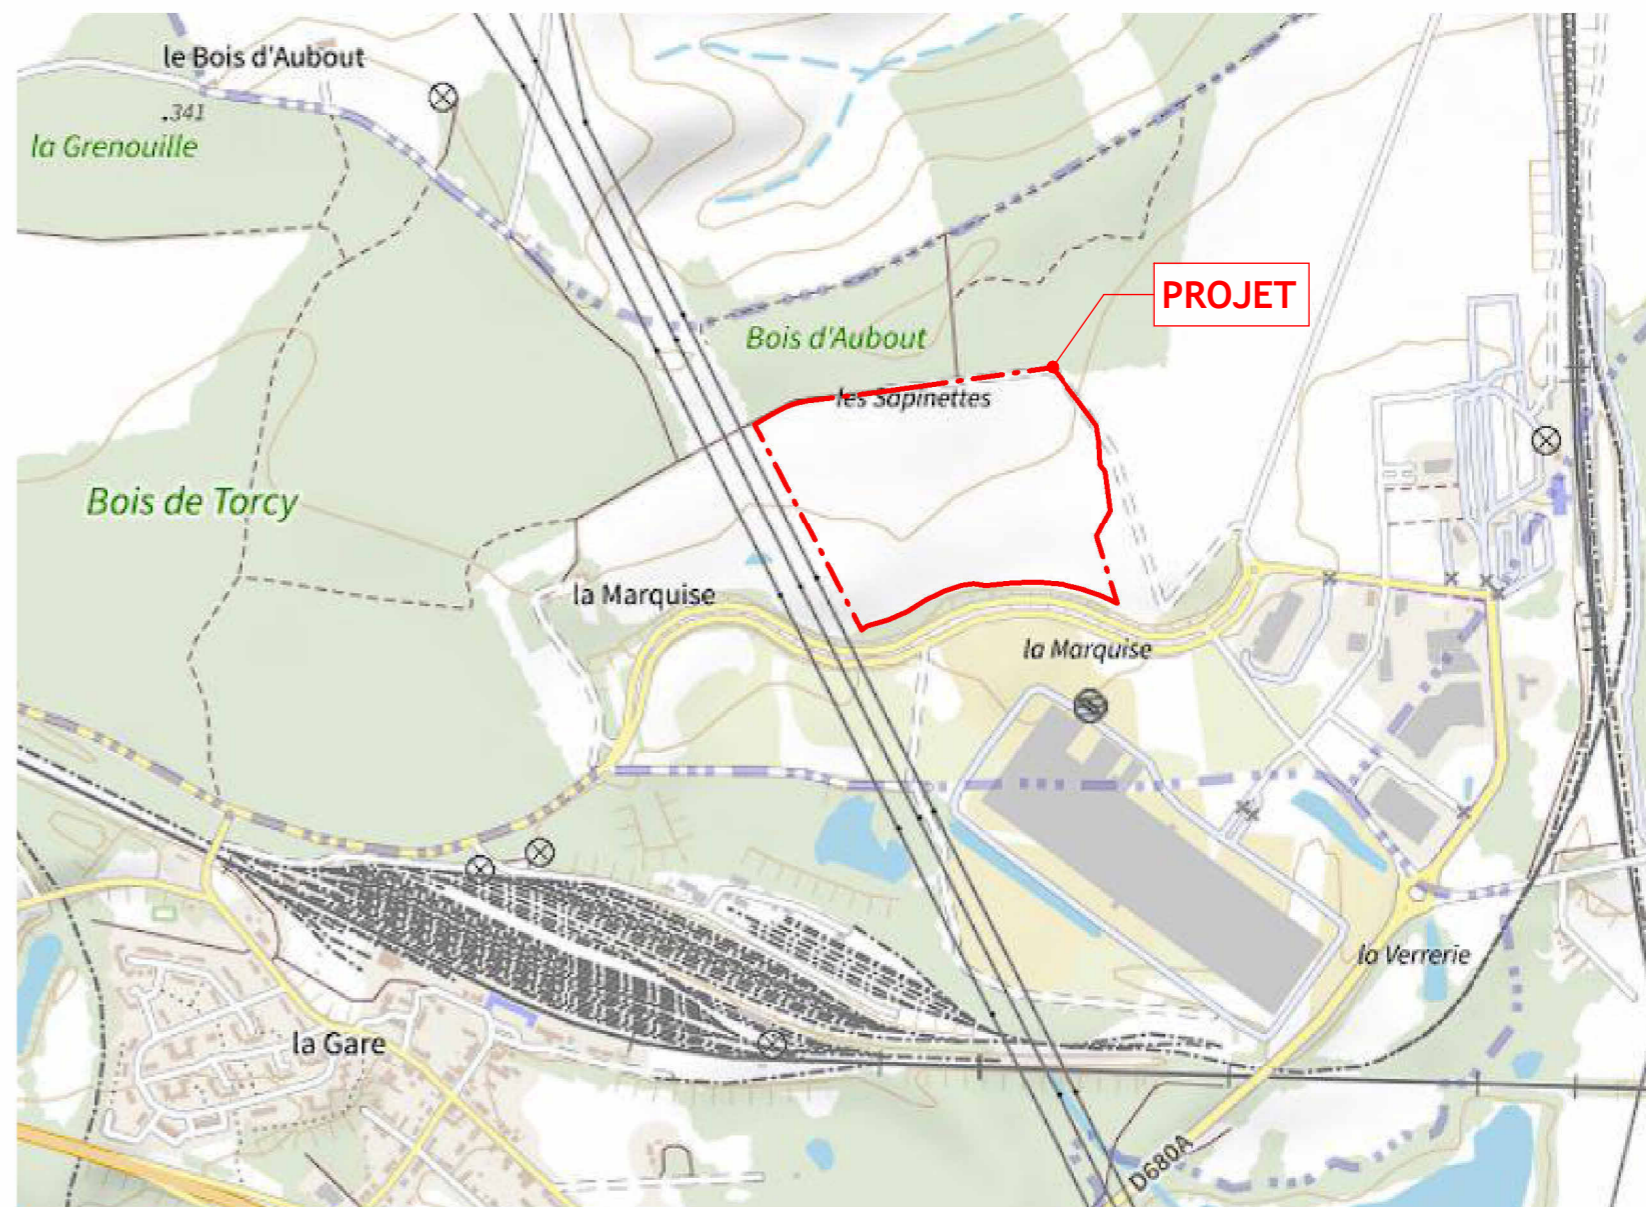 le Bois d'Aubout
.341
la Grenouille
PROJET
Bois d'Aubout
les Sapinettes
Bois de Torcy
la Marquise
la Marquise
la Verrerie
la Gare
D680A